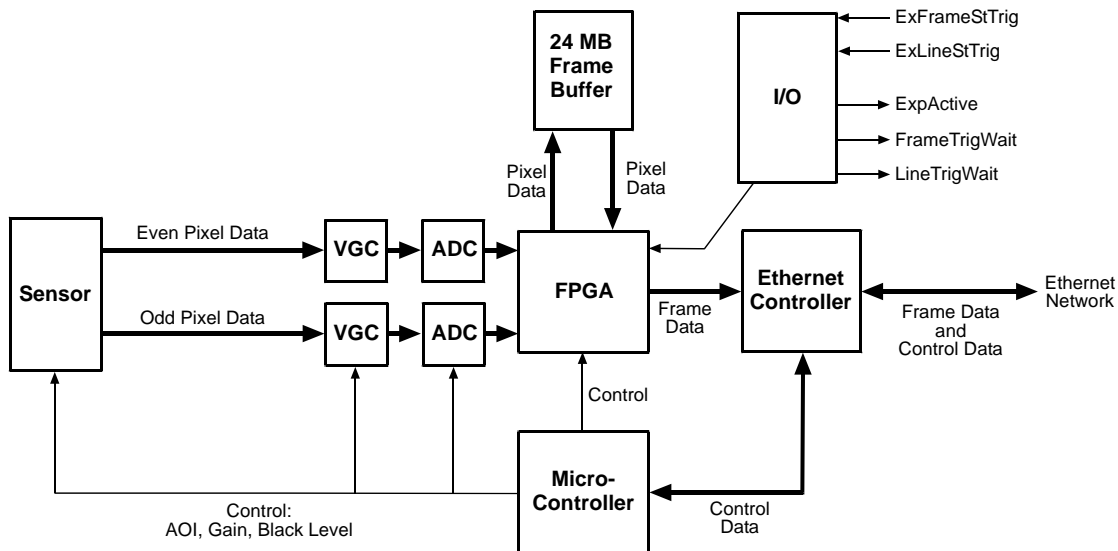 24 MB
Frame
Buffer
I/O
ExFrameStTrig
ExLineStTrig
ExpActive
FrameTrigWait
LineTrigWait
Pixel
Data
Pixel
Data
Sensor
Even Pixel Data
VGC
ADC
Odd Pixel Data
VGC
ADC
FPGA
Frame
Data
Ethernet
Controller
Ethernet
Network
Frame Data
and
Control Data
Control
Micro-
Controller
Control
Data
Control:
AOI, Gain, Black Level